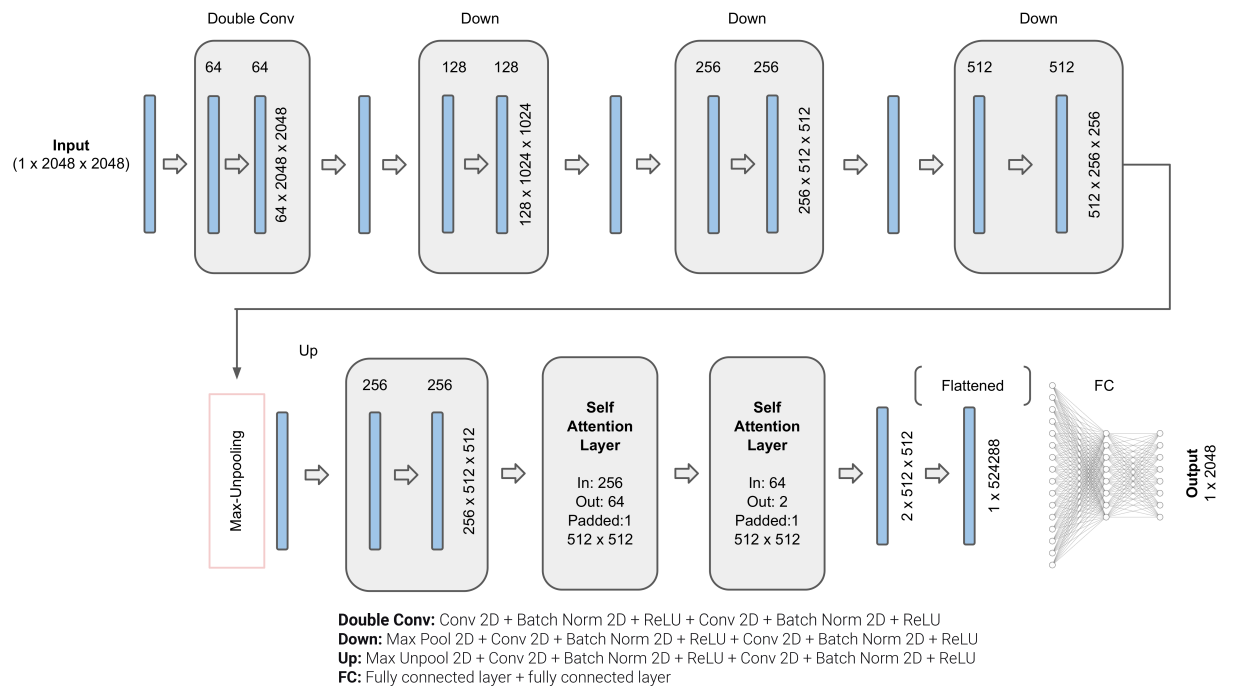 Double Conv
Down
Down
Down
64 64
128 128
256 256
512 512
Input
(1 x 2048 x 2048)
64 x 2048 x 2048
128 x 1024 x 1024
256 x 512 x 512
512 x 256 x 256
Up
Max-Unpooling
256 256
256 x 512 x 512
Self
Attention
Layer
In: 256
Out: 64
Padded:1
512 x 512
Self
Attention
Layer
In: 64
Out: 2
Padded:1
512 x 512
2 x 512 x 512
Flattened
1 x 524288
FC
Output
1 x 2048
Double Conv: Conv 2D + Batch Norm 2D + ReLU + Conv 2D + Batch Norm 2D + ReLU
Down: Max Pool 2D + Conv 2D + Batch Norm 2D + ReLU + Conv 2D + Batch Norm 2D + ReLU
Up: Max Unpool 2D + Conv 2D + Batch Norm 2D + ReLU + Conv 2D + Batch Norm 2D + ReLU
FC: Fully connected layer + fully connected layer